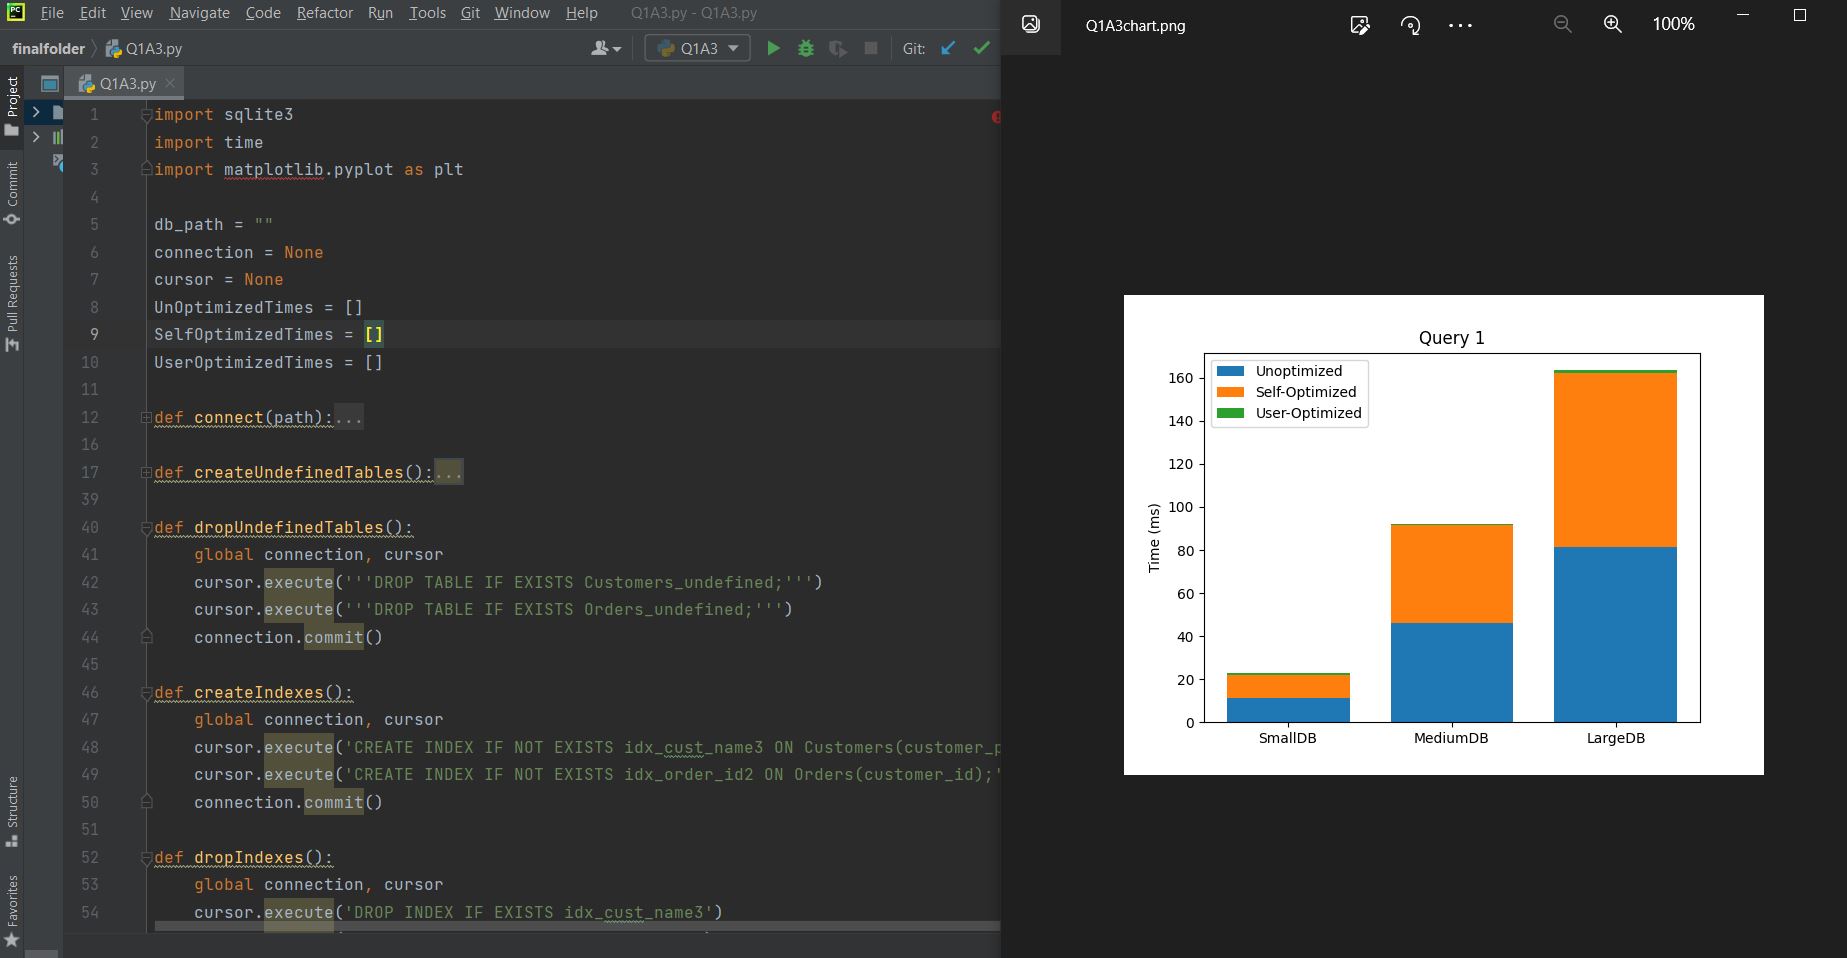 File Edit View Navigate Code Refactor Run Tools Git Window Help Q1A3.py - Q1A3.py
finalfolder Q1A3.py Q1A3 Git:
Project
Commit
Pull Requests
Structure
Favorites
Q1A3.py
1 import sqlite3
2 import time
3 import matplotlib.pyplot as plt
4
5 db_path = ""
6 connection = None
7 cursor = None
8 UnOptimizedTimes = []
9 SelfOptimizedTimes = []
10 UserOptimizedTimes = []
11
12 def connect(path):...
16
17 def createUndefinedTables():...
39
40 def dropUndefinedTables():
41 global connection, cursor
42 cursor.execute('''DROP TABLE IF EXISTS Customers_undefined;''')
43 cursor.execute('''DROP TABLE IF EXISTS Orders_undefined;''')
44 connection.commit()
45
46 def createIndexes():
47 global connection, cursor
48 cursor.execute('CREATE INDEX IF NOT EXISTS idx_cust_name3 ON Customers(customer_p
49 cursor.execute('CREATE INDEX IF NOT EXISTS idx_order_id2 ON Orders(customer_id);'
50 connection.commit()
51
52 def dropIndexes():
53 global connection, cursor
54 cursor.execute('DROP INDEX IF EXISTS idx_cust_name3')
Q1A3chart.png 100%
Query 1
Unoptimized
Self-Optimized
User-Optimized
Time (ms)
160
140
120
100
80
60
40
20
0
SmallDB MediumDB LargeDB